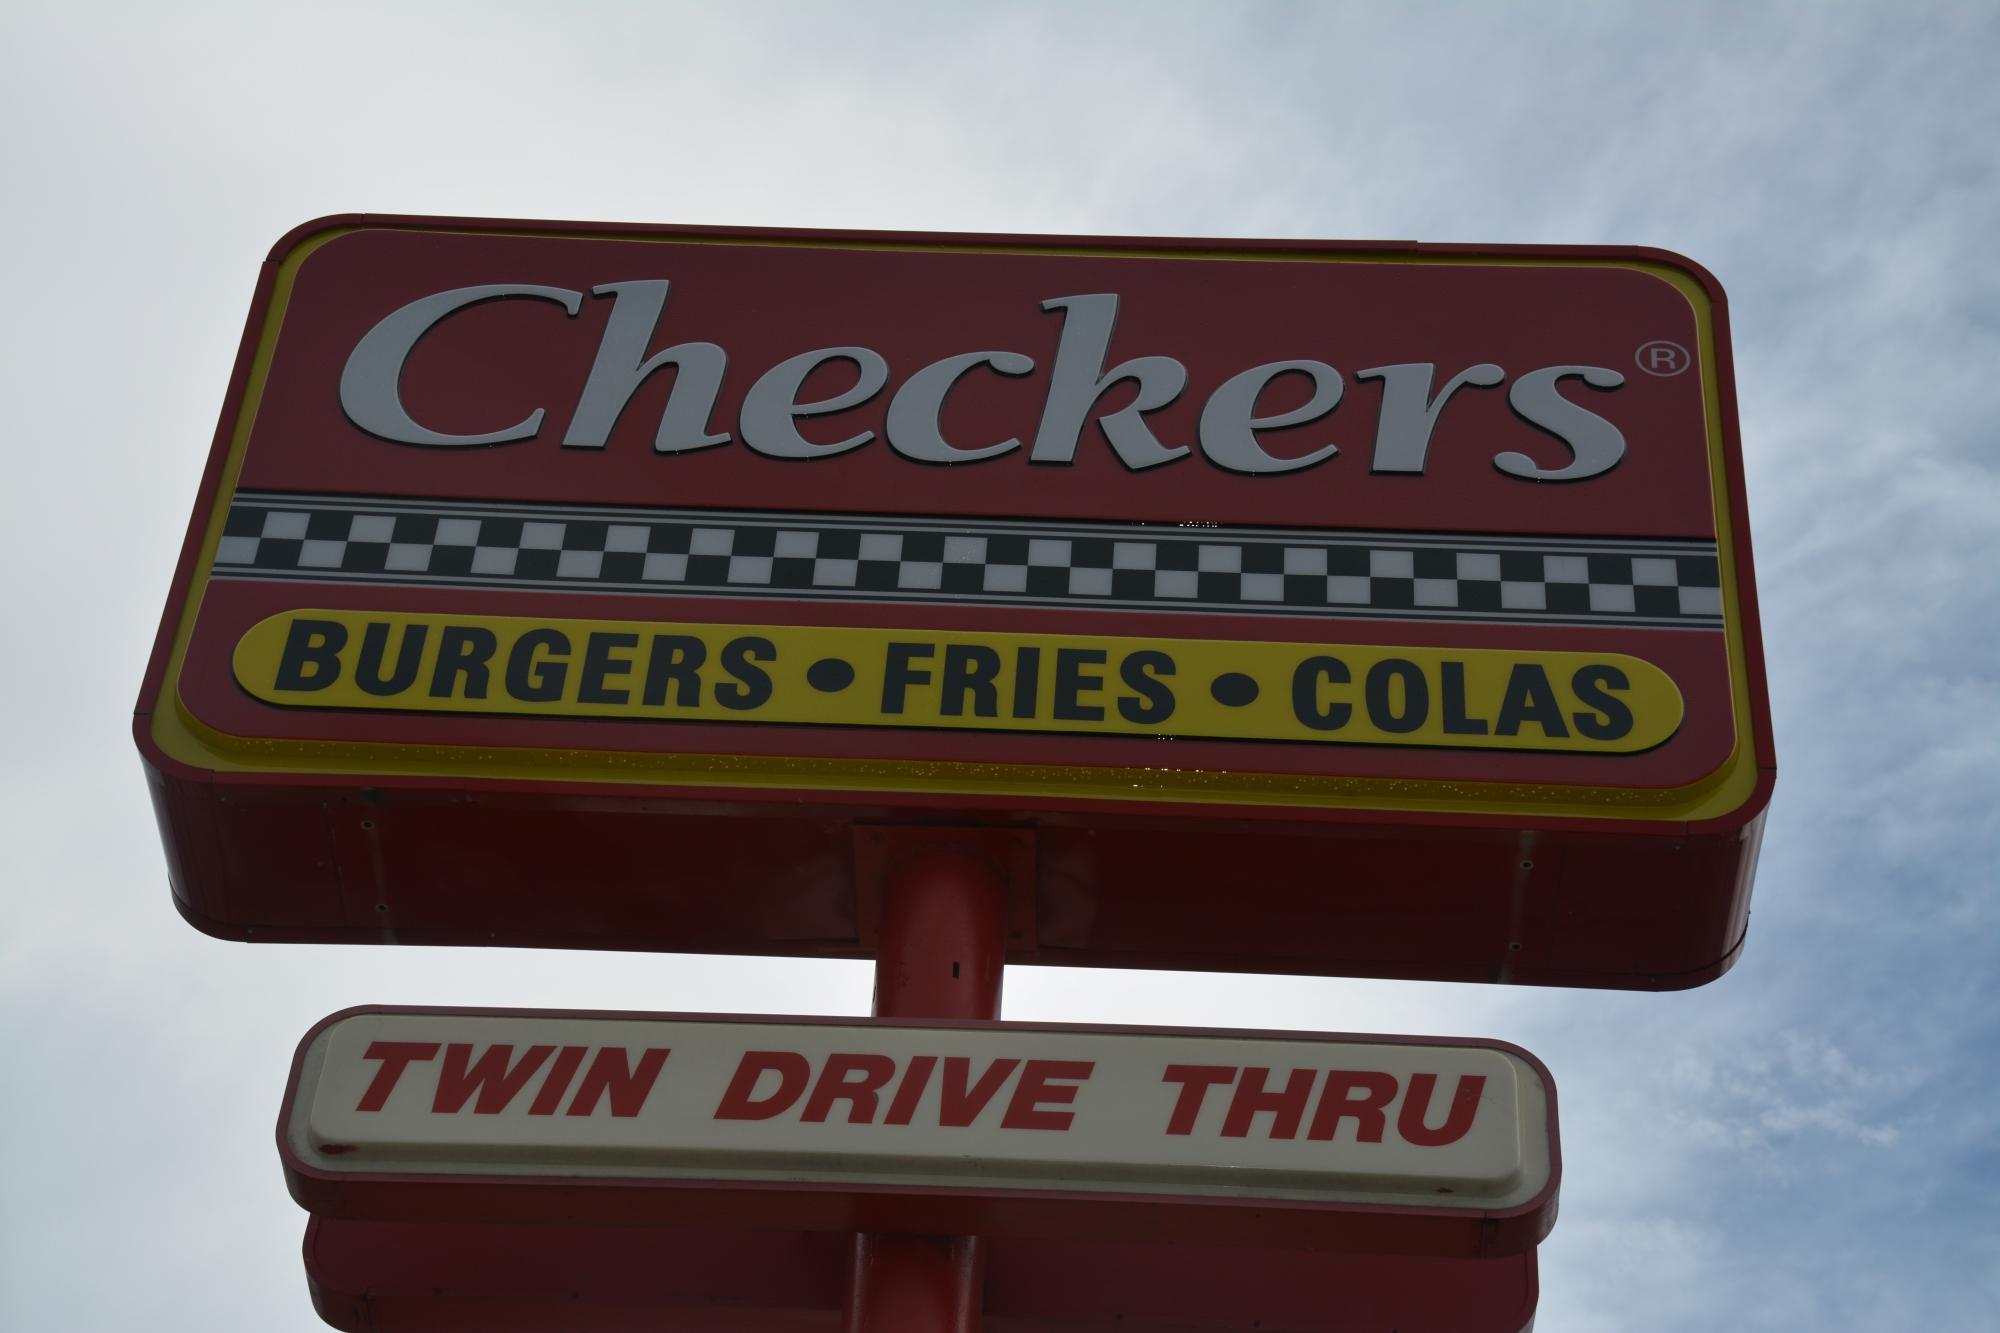 Checkers®
BURGERS • FRIES • COLAS
TWIN DRIVE THRU